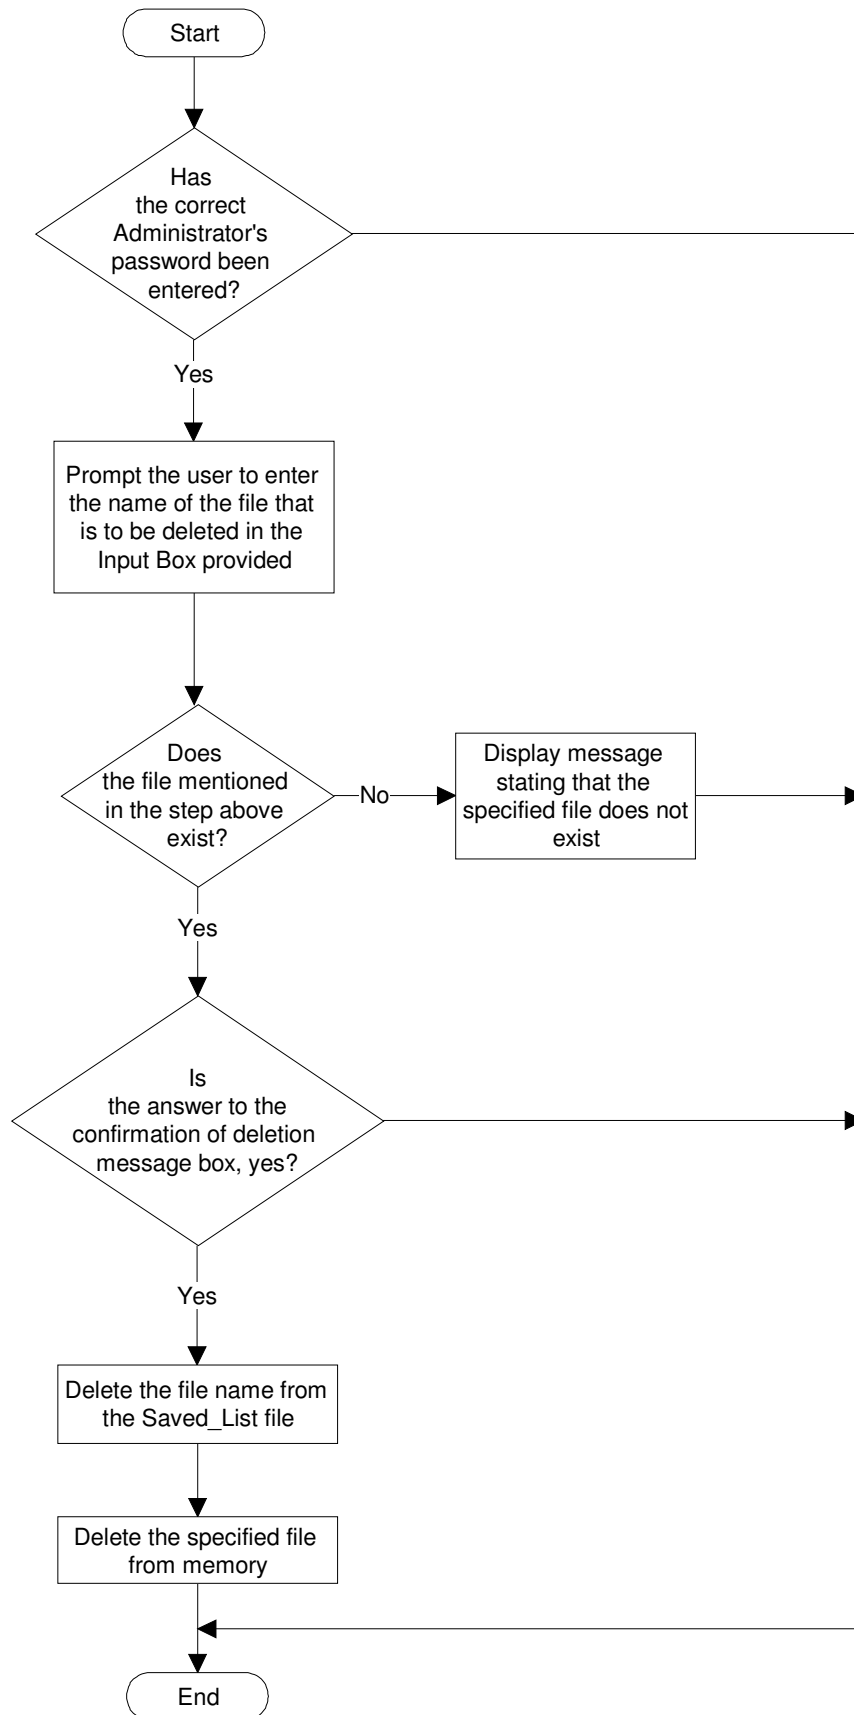 Start
Has
the correct
Administrator's
password been
entered?
Yes
Prompt the user to enter
the name of the file that
is to be deleted in the
Input Box provided
Does
the file mentioned
in the step above
exist?
No
Display message
stating that the
specified file does not
exist
Yes
Is
the answer to the
confirmation of deletion
message box, yes?
Yes
Delete the file name from
the Saved_List file
Delete the specified file
from memory
End